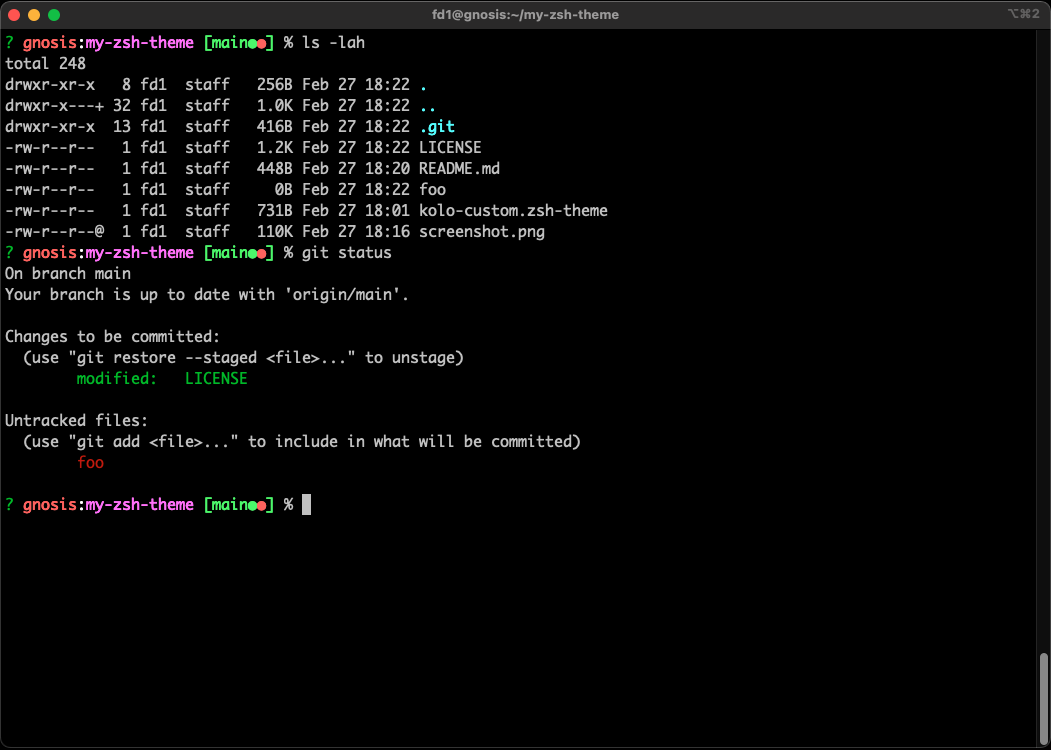 fd1@gnosis:~/my-zsh-theme ⌥⌘2
? gnosis:my-zsh-theme [main●●] % ls -lah
total 248
drwxr-xr-x   8 fd1  staff   256B Feb 27 18:22 .
drwxr-x---+ 32 fd1  staff   1.0K Feb 27 18:22 ..
drwxr-xr-x  13 fd1  staff   416B Feb 27 18:22 .git
-rw-r--r--   1 fd1  staff   1.2K Feb 27 18:22 LICENSE
-rw-r--r--   1 fd1  staff   448B Feb 27 18:20 README.md
-rw-r--r--   1 fd1  staff     0B Feb 27 18:22 foo
-rw-r--r--   1 fd1  staff   731B Feb 27 18:01 kolo-custom.zsh-theme
-rw-r--r--@  1 fd1  staff   110K Feb 27 18:16 screenshot.png
? gnosis:my-zsh-theme [main●●] % git status
On branch main
Your branch is up to date with 'origin/main'.

Changes to be committed:
  (use "git restore --staged <file>..." to unstage)
        modified:   LICENSE

Untracked files:
  (use "git add <file>..." to include in what will be committed)
        foo

? gnosis:my-zsh-theme [main●●] %